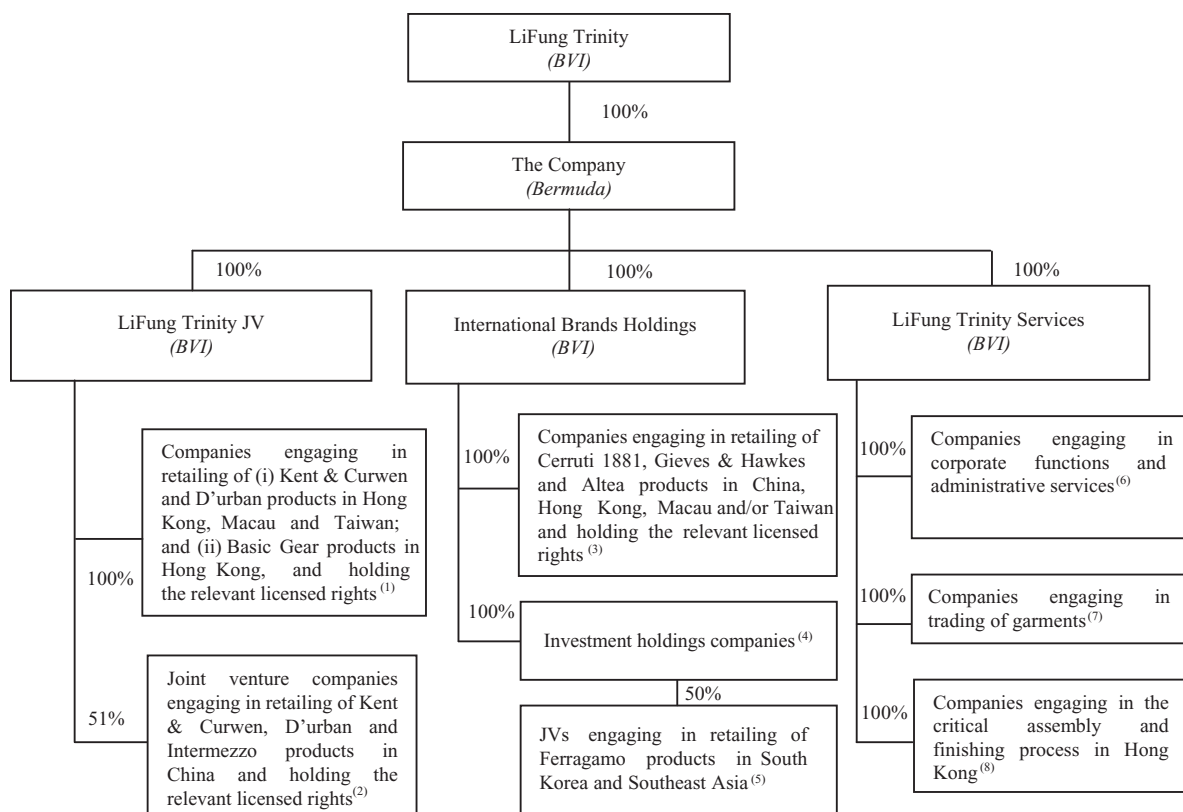 LiFung Trinity
(BVI)
100%
The Company
(Bermuda)
100%
100%
100%
LiFung Trinity JV
(BVI)
International Brands Holdings
(BVI)
LiFung Trinity Services
(BVI)
Companies engaging in
retailing of (i) Kent & Curwen
and D'urban products in Hong
Kong, Macau and Taiwan;
and (ii) Basic Gear products in
Hong Kong, and holding
the relevant licensed rights(1)
100%
Joint venture companies
engaging in retailing of Kent
& Curwen, D'urban and
Intermezzo products in
China and holding the
relevant licensed rights(2)
51%
100%
Companies engaging in retailing of
Cerruti 1881, Gieves & Hawkes
and Altea products in China,
Hong Kong, Macau and/or Taiwan
and holding the relevant licensed
rights (3)
100%
Investment holdings companies (4)
50%
JVs engaging in retailing of
Ferragamo products in South
Korea and Southeast Asia(5)
100%
Companies engaging in
corporate functions and
administrative services(6)
100%
Companies engaging in
trading of garments(7)
100%
Companies engaging in the
critical assembly and
finishing process in Hong
Kong(8)